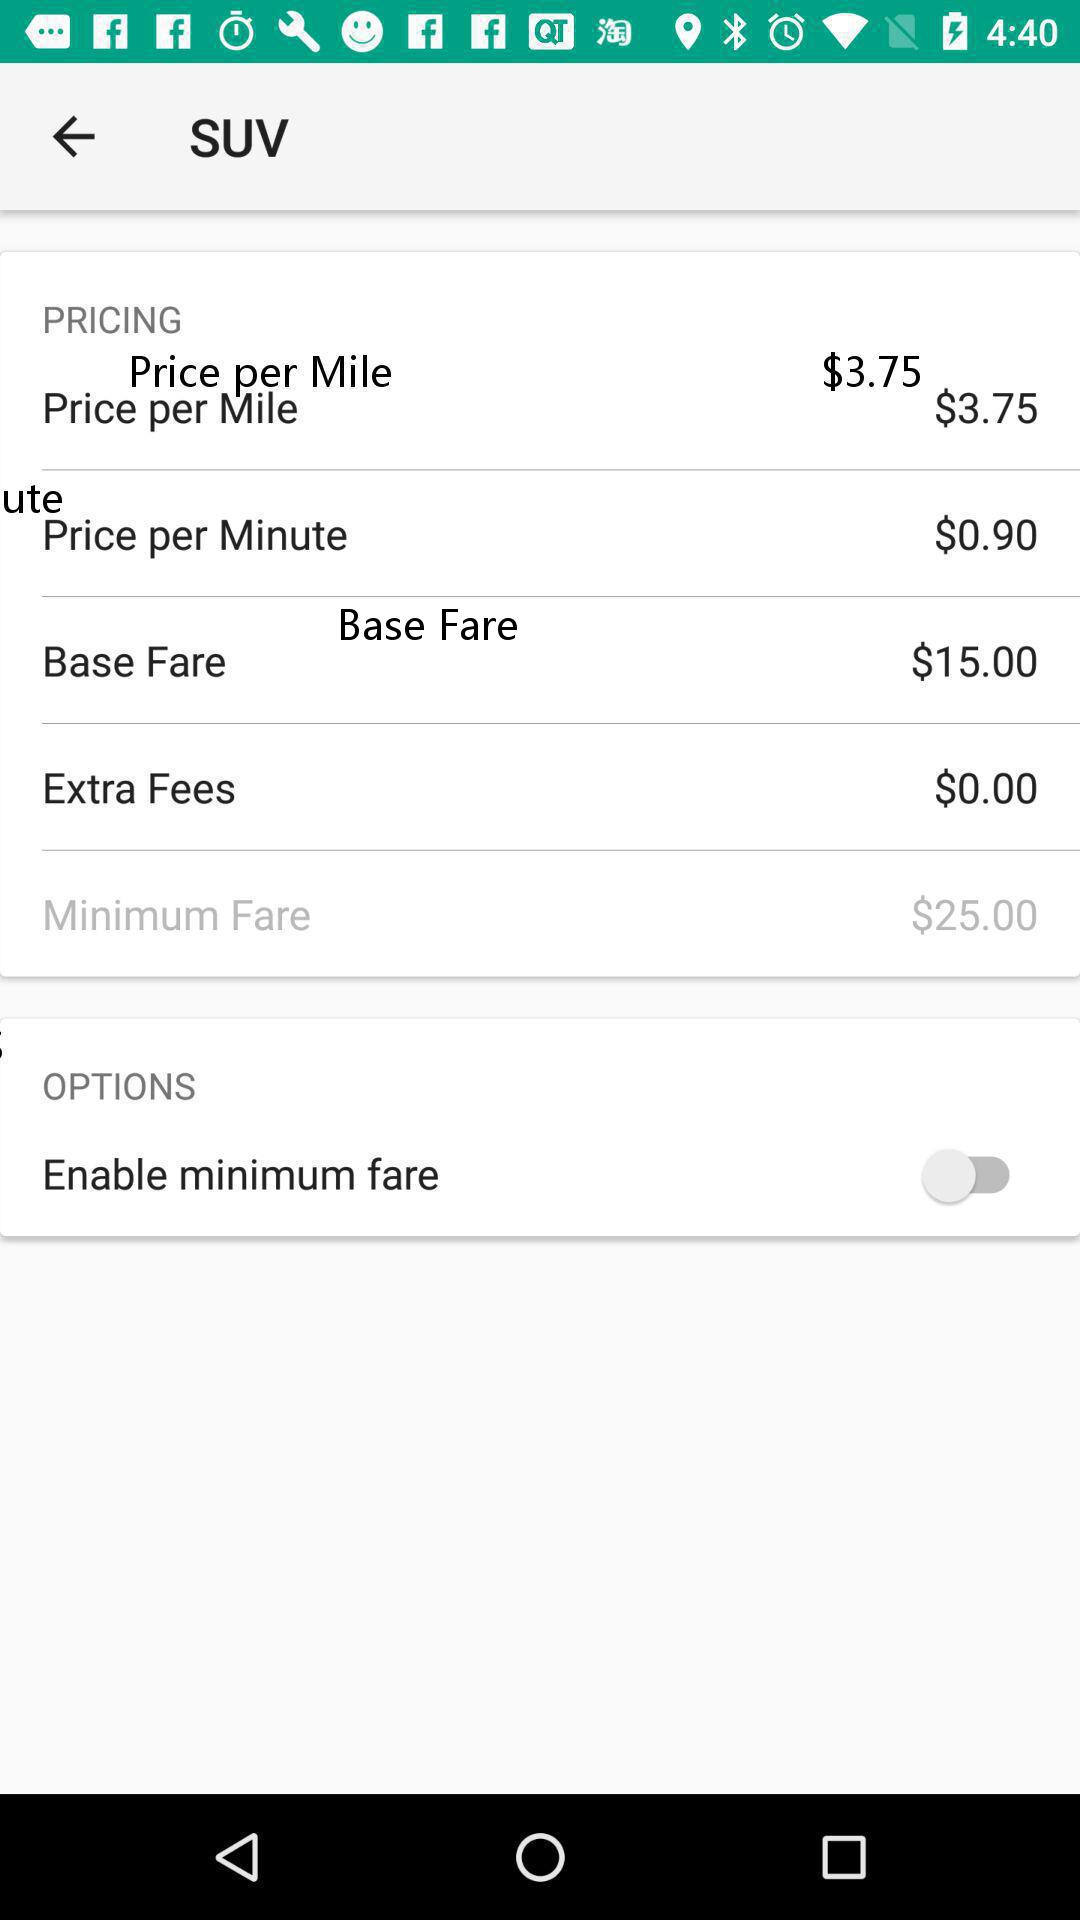 QT 淘 4:40
SUV
PRICING
Price per Mile $3.75
Price per Mile $3.75
ute
Price per Minute $0.90
Base Fare
Base Fare $15.00
Extra Fees $0.00
Minimum Fare $25.00
OPTIONS
Enable minimum fare